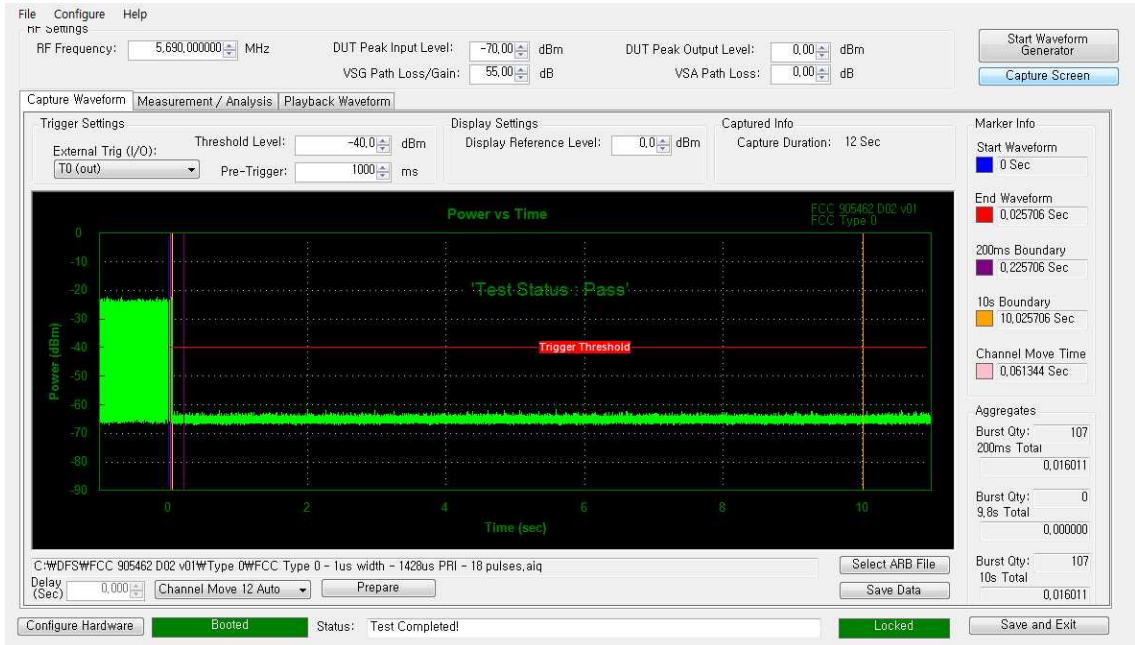 File Configure Help
RF Settings
RF Frequency: 5,690,000000 MHz DUT Peak Input Level: -70,00 dBm DUT Peak Output Level: 0,00 dBm
VSG Path Loss/Gain: 55,00 dB VSA Path Loss: 0,00 dB
Start Waveform
Generator
Capture Screen
Capture Waveform Measurement / Analysis Playback Waveform
Trigger Settings
External Trig (I/O):
T0 (out)
Threshold Level: -40,0 dBm
Pre-Trigger: 1000 ms
Display Settings
Display Reference Level: 0,0 dBm
Captured Info
Capture Duration: 12 Sec
Power vs Time
FCC 905462 D02 v01
FCC Type 0
'Test Status : Pass'
Trigger Threshold
Power (dBm)
0
-10
-20
-30
-40
-50
-60
-70
-80
-90
0 2 4 6 8 10
Time (sec)
Marker Info
Start Waveform
0 Sec
End Waveform
0,025706 Sec
200ms Boundary
0,225706 Sec
10s Boundary
10,025706 Sec
Channel Move Time
0,061344 Sec
Aggregates
Burst Qty: 107
200ms Total
0,016011
Burst Qty: 0
9,8s Total
0,000000
Burst Qty: 107
10s Total
0,016011
C:₩DFS₩FCC 905462 D02 v01₩Type 0₩FCC Type 0 - 1us width - 1428us PRI - 18 pulses,aiq
Select ARB File
Delay
(Sec) 0,000 Channel Move 12 Auto Prepare
Save Data
Configure Hardware Booted Status: Test Completed! Locked Save and Exit